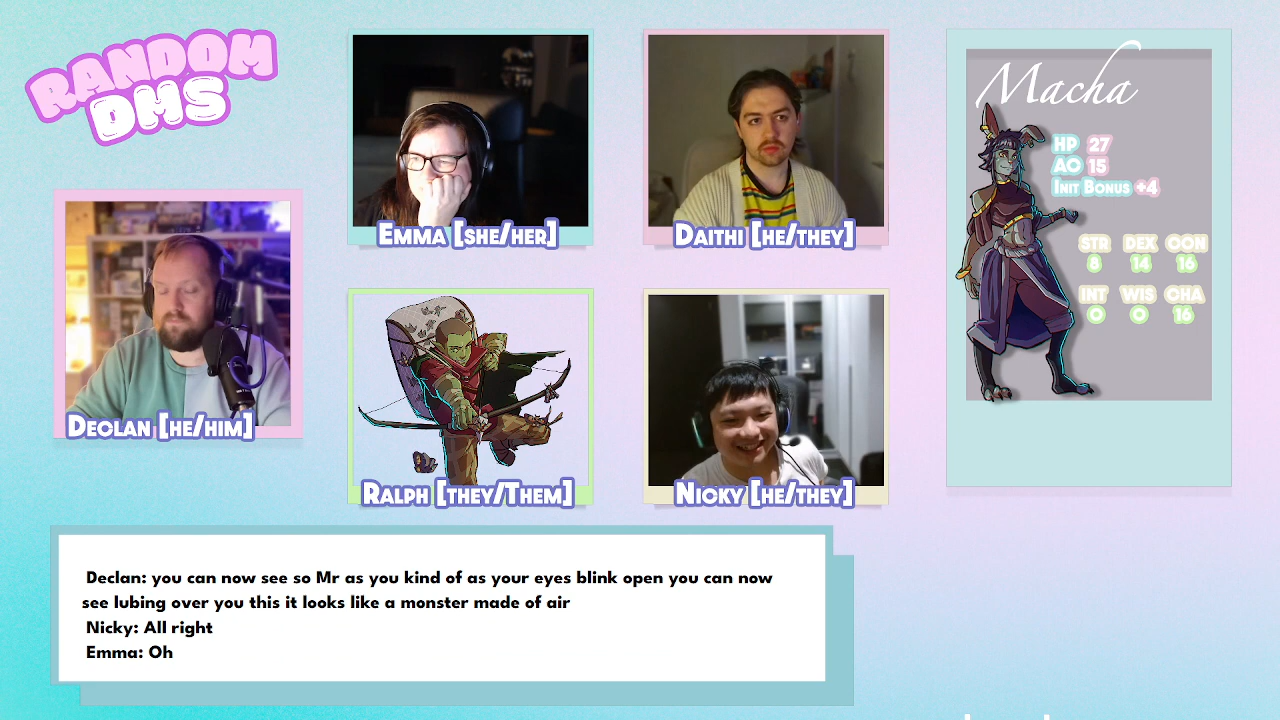 RANDOM
DMS
EMMA [SHE/HER]
DAITHI [HE/THEY]
DECLAN [HE/HIM]
RALPH [THEY/THEM]
NICKY [HE/THEY]
Macha
HP 27
AC 15
INIT BONUS +4
STR DEX CON
8 14 16
INT WIS CHA
0 0 16
Declan: you can now see so Mr as you kind of as your eyes blink open you can now
see lubing over you this it looks like a monster made of air
Nicky: All right
Emma: Oh